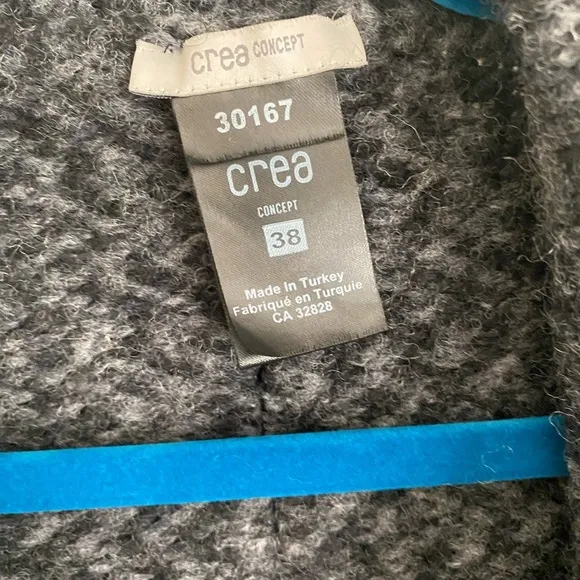 crea CONCEPT
30167
crea
CONCEPT
38
Made In Turkey
Fabriqué en Turquie
CA 32828